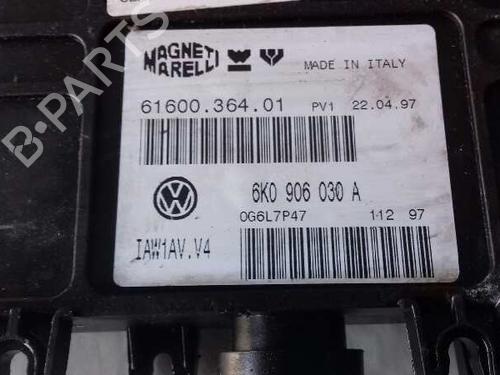 MAGNETI
MARELLI
MADE IN ITALY
61600.364.01 PV1 22.04.97
6K0 906 030 A
0G6L7P47 112 97
IAW1AV.V4
B-PARTS